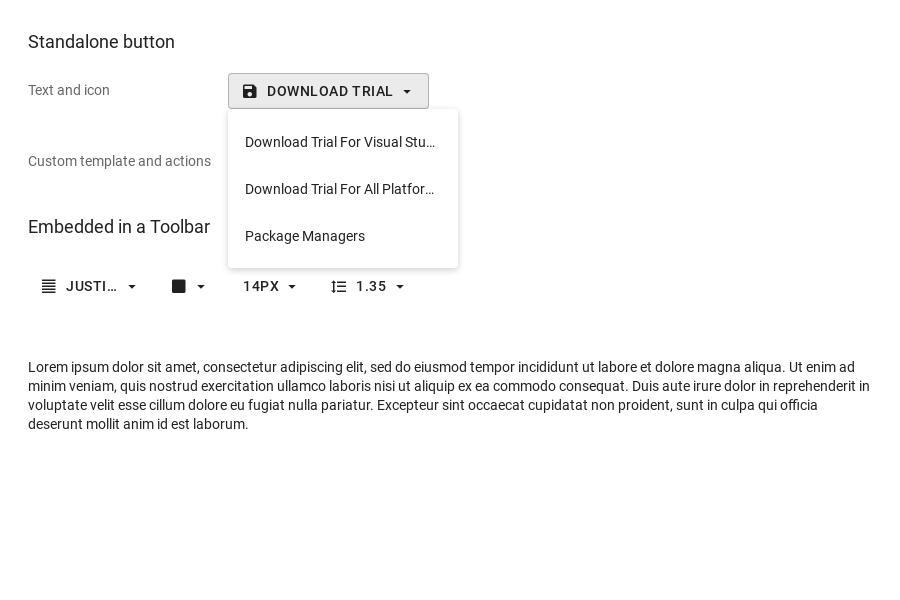 Standalone button
Text and icon
DOWNLOAD TRIAL
Download Trial For Visual Stu...
Custom template and actions
Download Trial For All Platfor...
Embedded in a Toolbar
Package Managers
JUSTI...
14PX
1.35
Lorem ipsum dolor sit amet, consectetur adipiscing elit, sed do eiusmod tempor incididunt ut labore et dolore magna aliqua. Ut enim ad
minim veniam, quis nostrud exercitation ullamco laboris nisi ut aliquip ex ea commodo consequat. Duis aute irure dolor in reprehenderit in
voluptate velit esse cillum dolore eu fugiat nulla pariatur. Excepteur sint occaecat cupidatat non proident, sunt in culpa qui officia
deserunt mollit anim id est laborum.